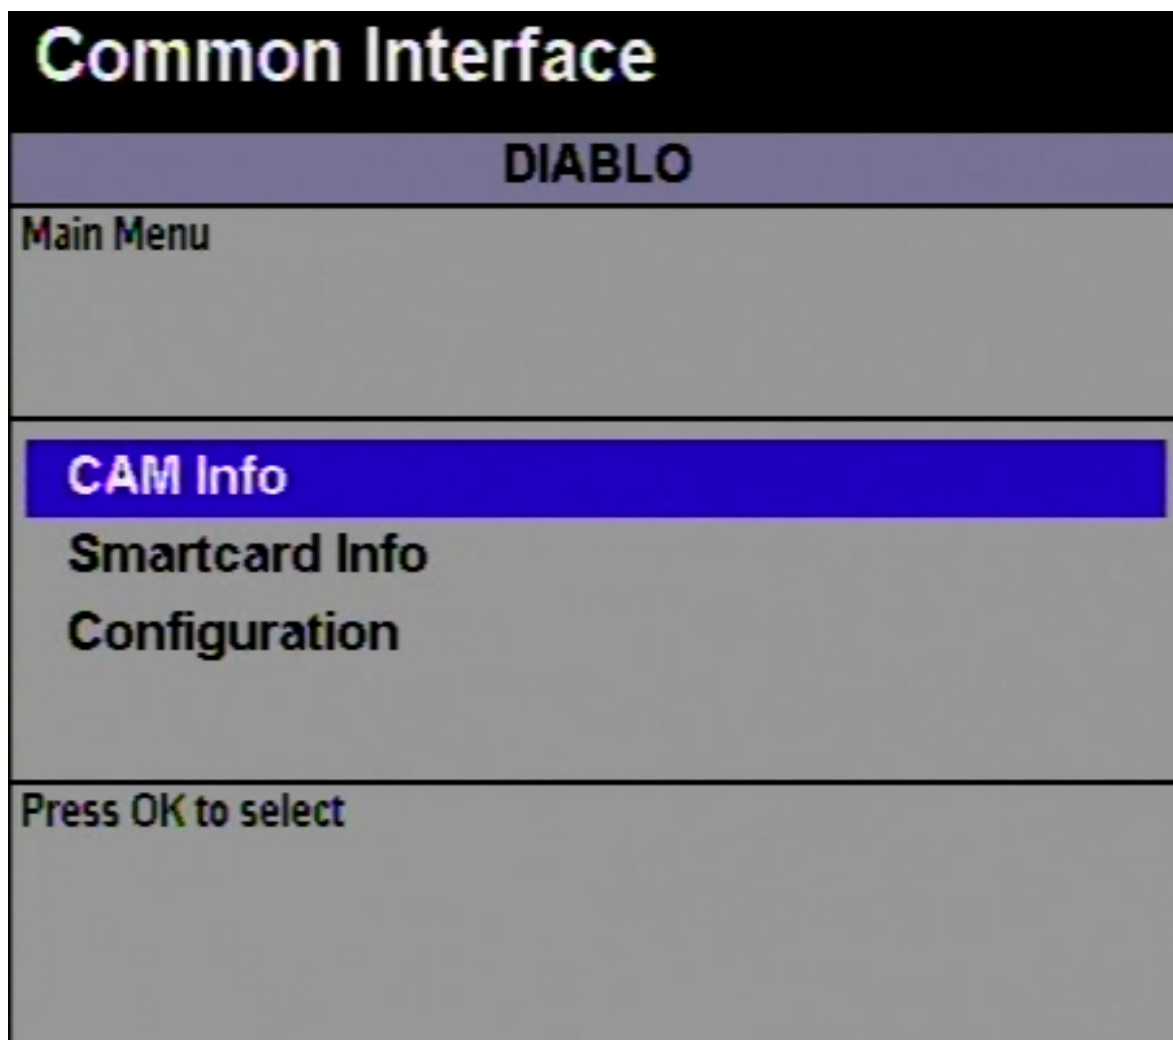 Common Interface
DIABLO
Main Menu
CAM Info
Smartcard Info
Configuration
Press OK to select